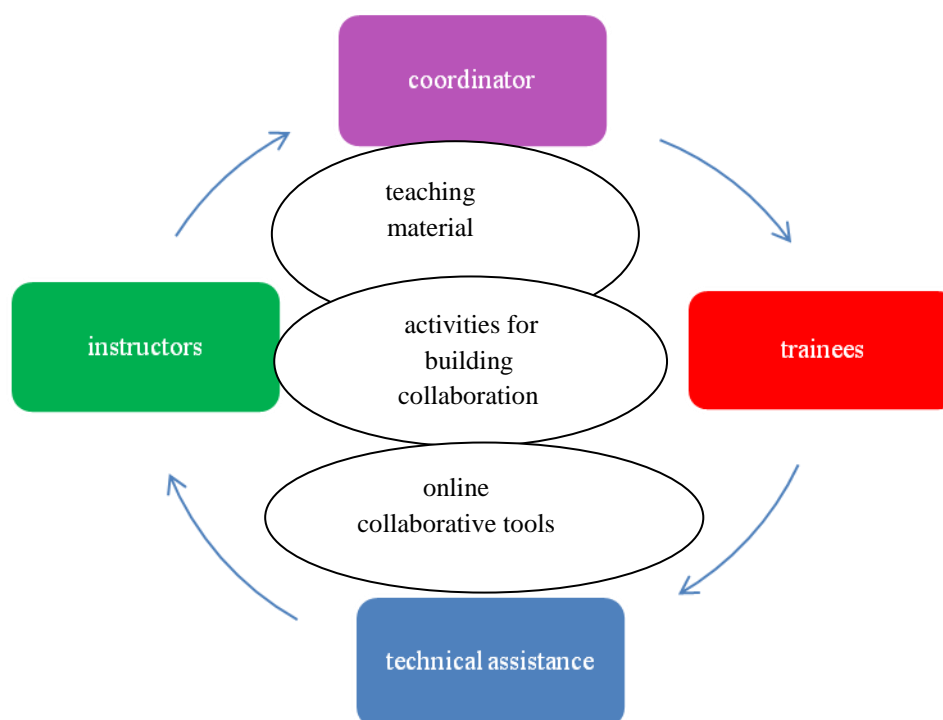 coordinator
teaching
material
instructors
activities for
building
collaboration
trainees
online
collaborative tools
technical assistance